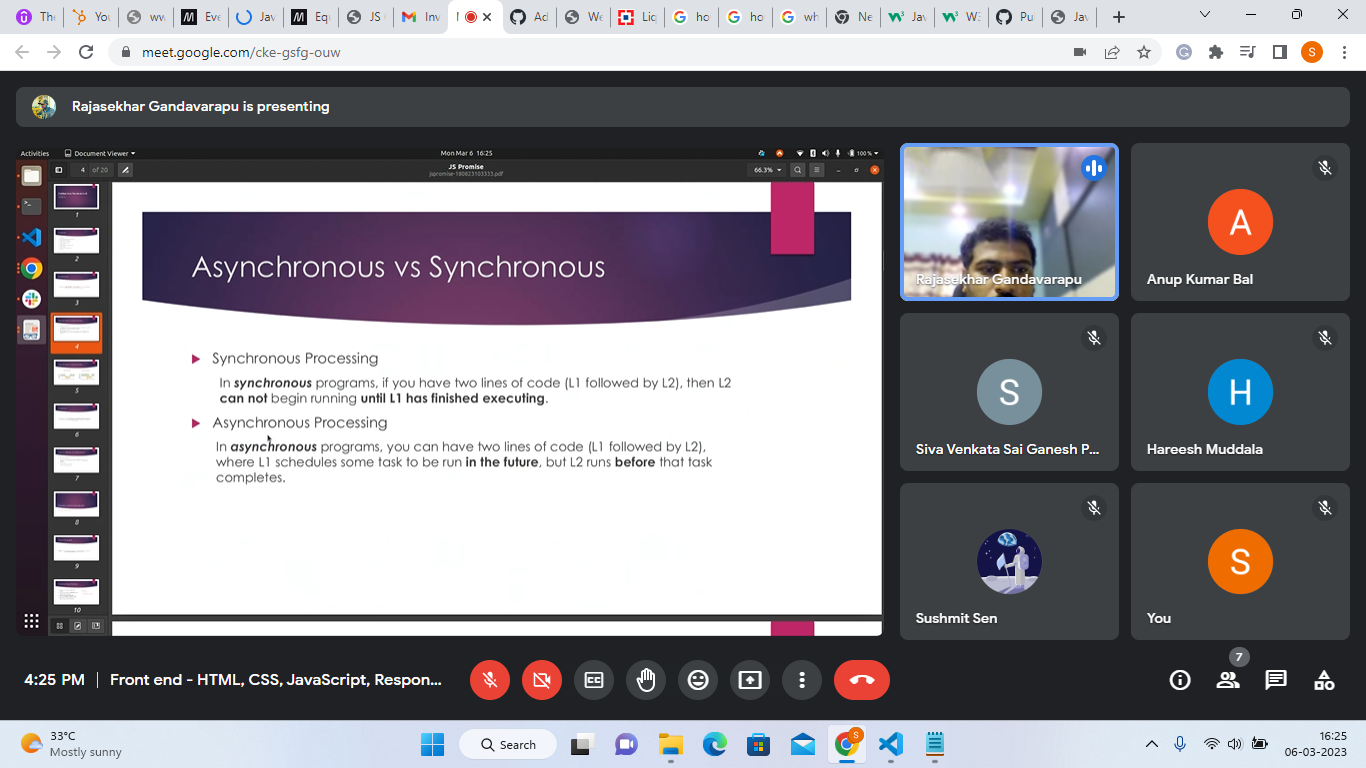 The
You
ww
Eve
Jav
Equ
JS
Inv
Ad
We
Lic
ho
ho
wh
Ne
Jav
W3
Pu
Jav
meet.google.com/cke-gsfg-ouw
S
Rajasekhar Gandavarapu is presenting
Activities
Document Viewer
Mon Mar 6 16:25
100 %
4 of 20
JS Promise
jspromise-190823103333.pdf
66.3%
1
2
3
4
5
6
7
8
9
10
Asynchronous vs Synchronous
Synchronous Processing
In synchronous programs, if you have two lines of code (L1 followed by L2), then L2
can not begin running until L1 has finished executing.
Asynchronous Processing
In asynchronous programs, you can have two lines of code (L1 followed by L2),
where L1 schedules some task to be run in the future, but L2 runs before that task
completes.
Rajasekhar Gandavarapu
A
Anup Kumar Bal
S
Siva Venkata Sai Ganesh P...
H
Hareesh Muddala
Sushmit Sen
S
You
4:25 PM | Front end - HTML, CSS, JavaScript, Respon...
7
33°C
Mostly sunny
Search
S
16:25
06-03-2023